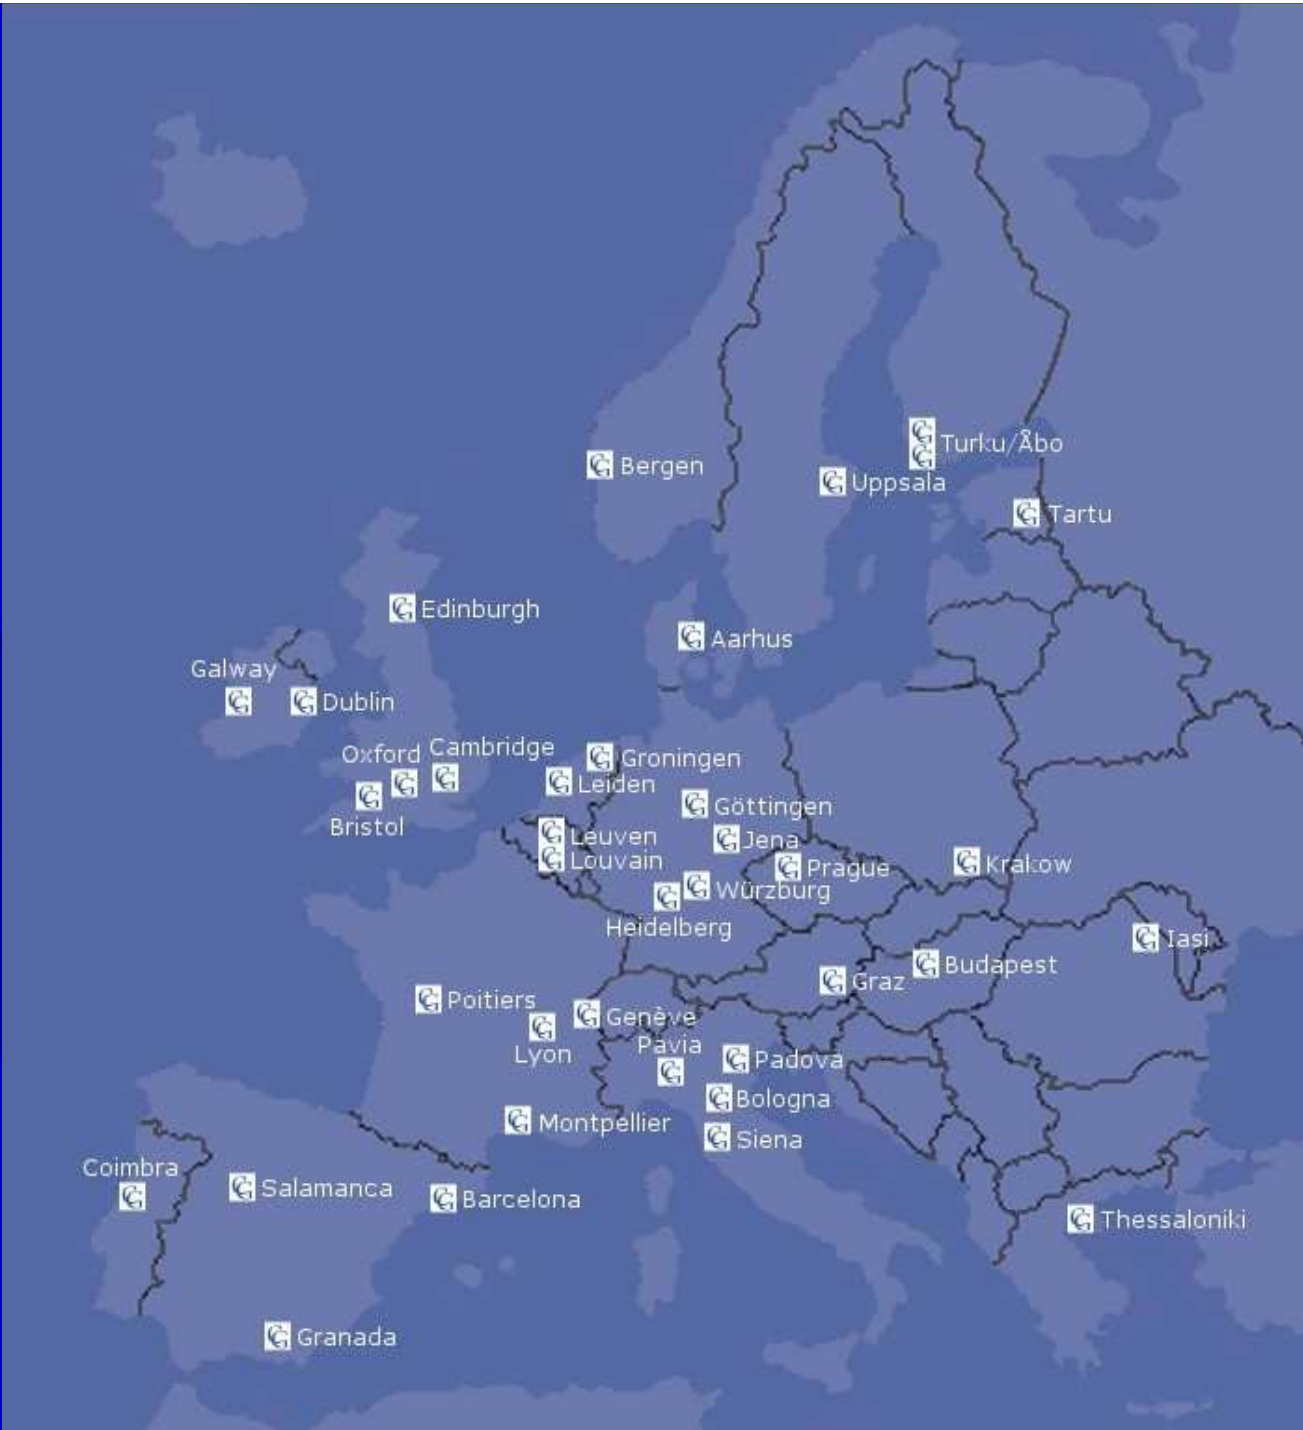 Turku/Åbo
Bergen
Uppsala
Tartu
Edinburgh
Aarhus
Galway
Dublin
Oxford
Cambridge
Groningen
Leiden
Bristol
Göttingen
Leuven
Jena
Louvain
Krakow
Prague
Würzburg
Heidelberg
Iasi
Budapest
Graz
Poitiers
Genève
Lyon
Pavia
Padova
Bologna
Montpellier
Siena
Coimbra
Salamanca
Barcelona
Thessaloniki
Granada